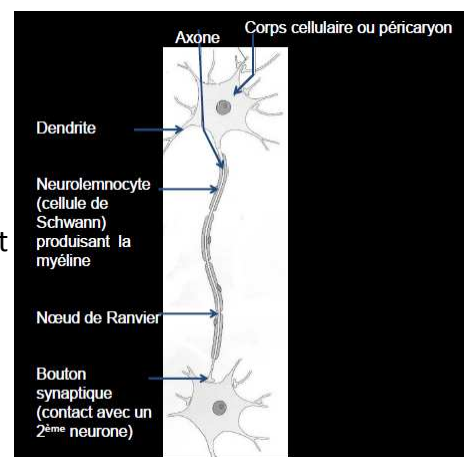 Axone
Corps cellulaire ou péricaryon
Dendrite
Neurolemnocyte
(cellule de
Schwann)
produisant la
myéline
t
Nœud de Ranvier
Bouton
synaptique
(contact avec un
2ème neurone)